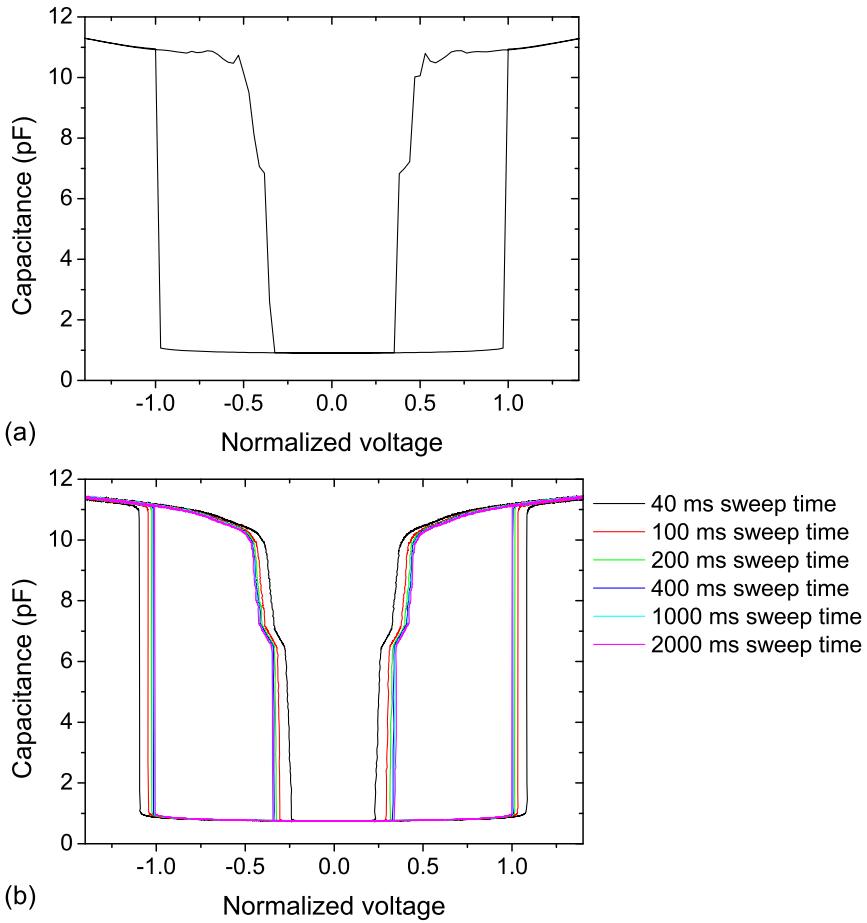 12
10
8
6
4
2
0
Capacitance (pF)
-1.0 -0.5 0.0 0.5 1.0
Normalized voltage
(a)
12
10
8
6
4
2
0
Capacitance (pF)
-1.0 -0.5 0.0 0.5 1.0
Normalized voltage
(b)
40 ms sweep time
100 ms sweep time
200 ms sweep time
400 ms sweep time
1000 ms sweep time
2000 ms sweep time